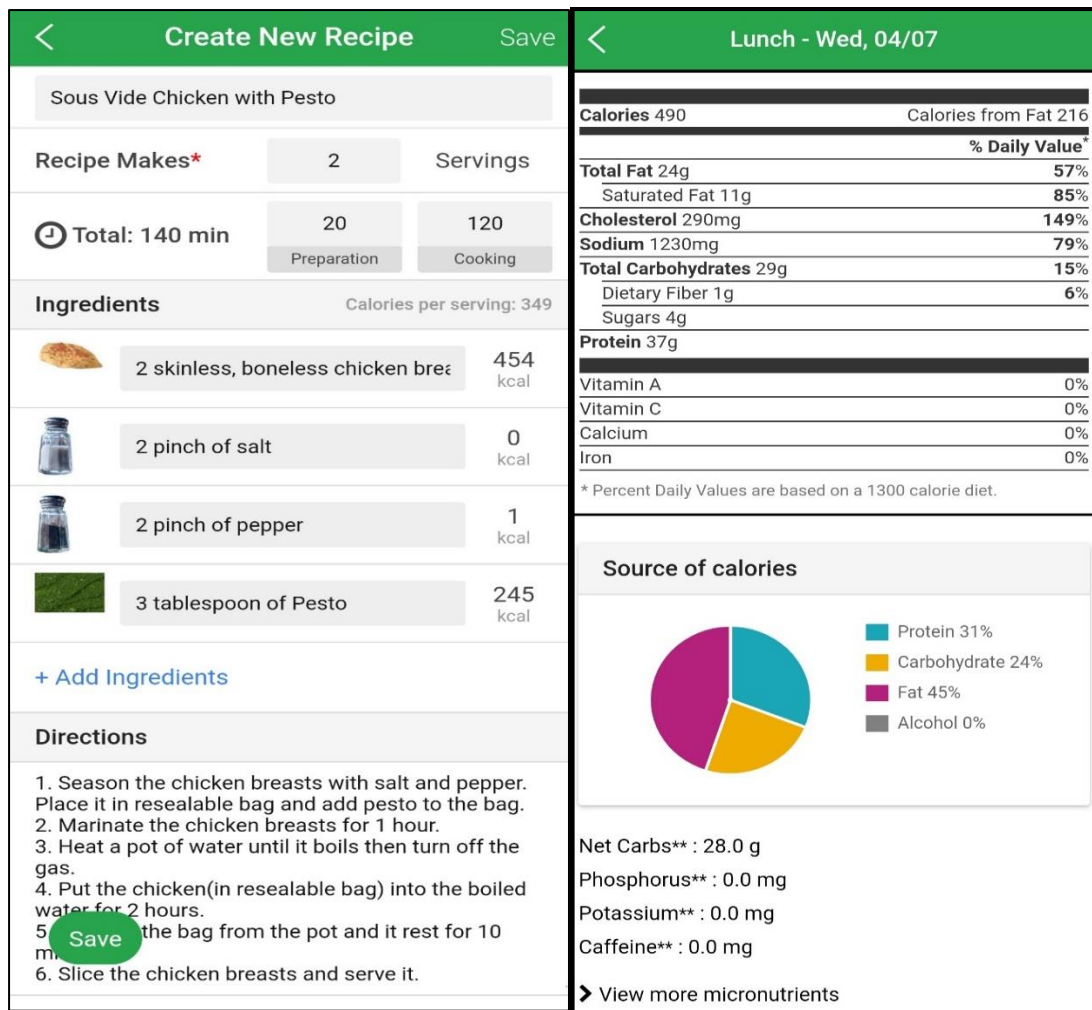 Create New Recipe
Save
Sous Vide Chicken with Pesto
Recipe Makes*
2
Servings
Total: 140 min
20
Preparation
120
Cooking
Ingredients
Calories per serving: 349
2 skinless, boneless chicken brea
454
kcal
2 pinch of salt
0
kcal
2 pinch of pepper
1
kcal
3 tablespoon of Pesto
245
kcal
+ Add Ingredients
Directions
1. Season the chicken breasts with salt and pepper.
Place it in resealable bag and add pesto to the bag.
2. Marinate the chicken breasts for 1 hour.
3. Heat a pot of water until it boils then turn off the
gas.
4. Put the chicken(in resealable bag) into the boiled
water for 2 hours.
5 the bag from the pot and it rest for 10
Save
6. Slice the chicken breasts and serve it.
Lunch - Wed, 04/07
Calories 490 Calories from Fat 216
% Daily Value*
Total Fat 24g 57%
Saturated Fat 11g 85%
Cholesterol 290mg 149%
Sodium 1230mg 79%
Total Carbohydrates 29g 15%
Dietary Fiber 1g 6%
Sugars 4g
Protein 37g
Vitamin A 0%
Vitamin C 0%
Calcium 0%
Iron 0%
* Percent Daily Values are based on a 1300 calorie diet.
Source of calories
Protein 31%
Carbohydrate 24%
Fat 45%
Alcohol 0%
Net Carbs** : 28.0 g
Phosphorus** : 0.0 mg
Potassium** : 0.0 mg
Caffeine** : 0.0 mg
View more micronutrients